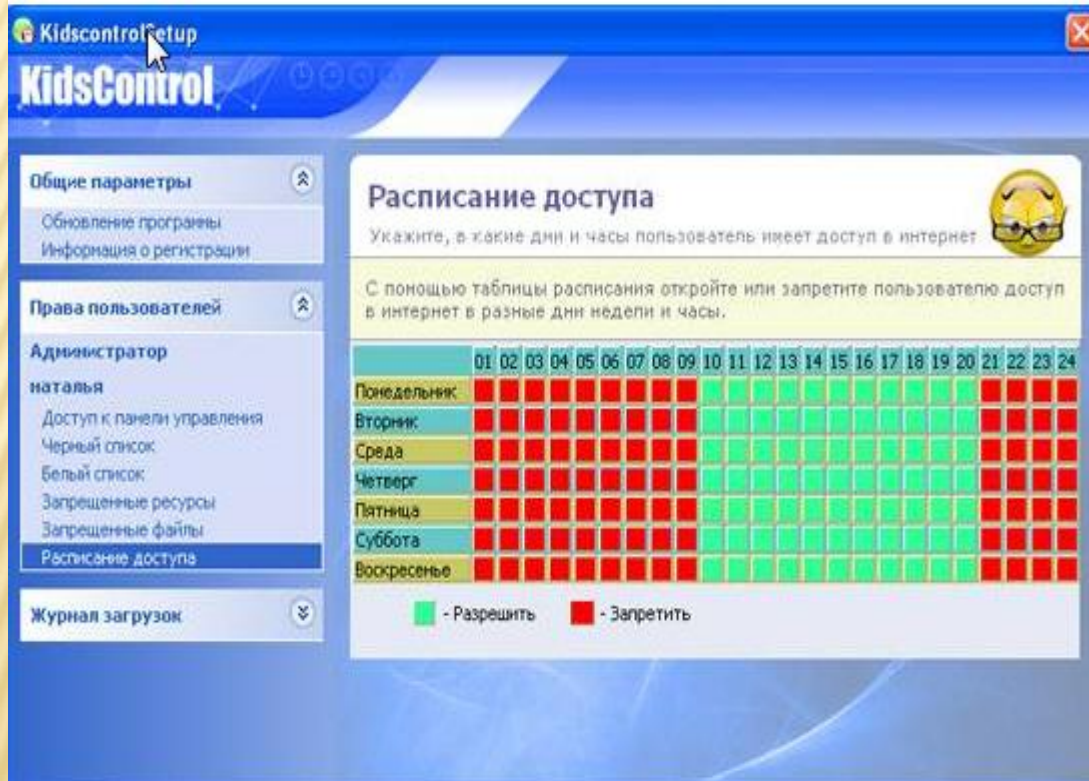 KidscontrolSetup
KidsControl
Общие параметры
Обновление программы
Информация о регистрации
Права пользователей
Администратор
наталья
Доступ к панели управления
Черный список
Белый список
Запрещенные ресурсы
Запрещенные файлы
Расписание доступа
Журнал загрузок
Расписание доступа
Укажите, в какие дни и часы пользователь имеет доступ в интернет
С помощью таблицы расписания откройте или запретите пользователю доступ
в интернет в разные дни недели и часы.
01 02 03 04 05 06 07 08 09 10 11 12 13 14 15 16 17 18 19 20 21 22 23 24
Понедельник
Вторник
Среда
Четверг
Пятница
Суббота
Воскресенье
- Разрешить - Запретить